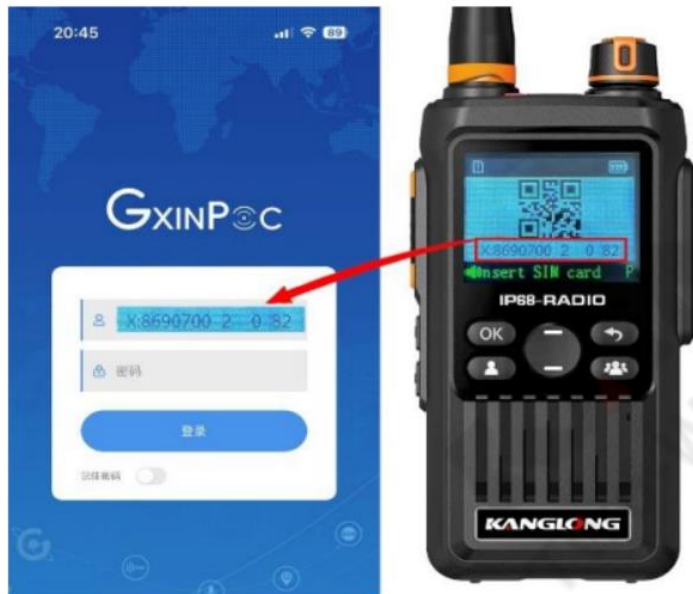 20:45
89
GXINPOC
X:8690700 2 0 82
密码
登录
记住密码
X:8690700 2 0 82
Insert SIM card P
IP68-RADIO
OK
KANGLONG